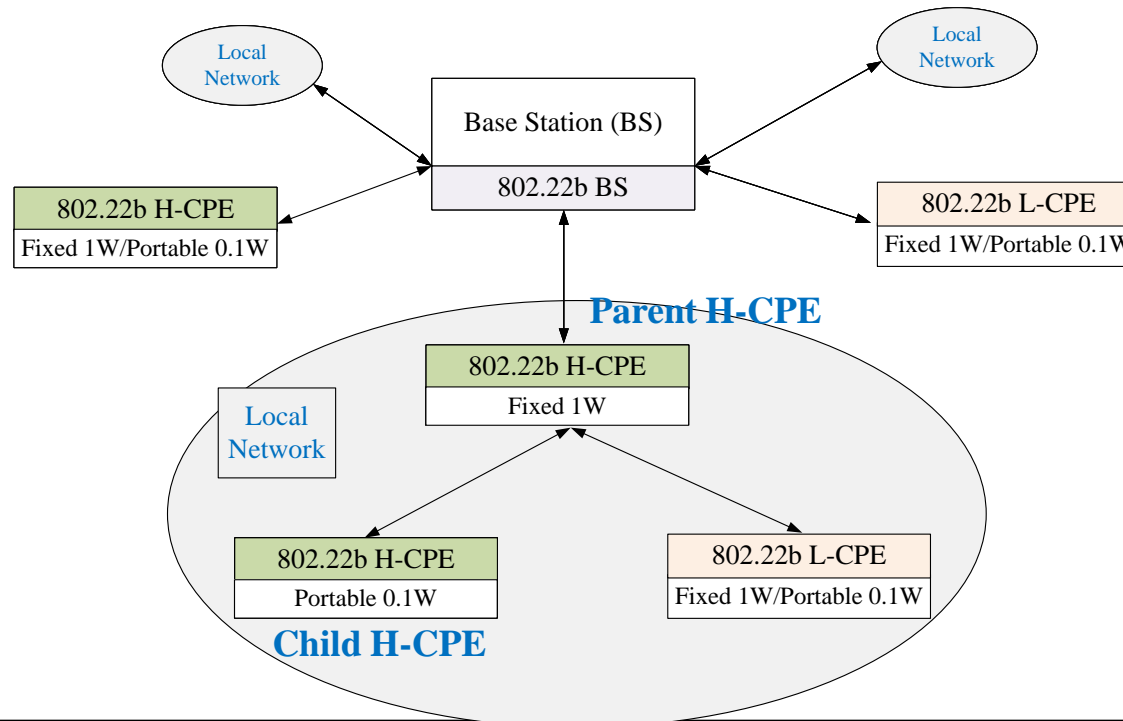 Local
Network
Local
Network
Base Station (BS)
802.22b BS
802.22b H-CPE
Fixed 1W/Portable 0.1W
802.22b L-CPE
Fixed 1W/Portable 0.1W
Parent H-CPE
802.22b H-CPE
Fixed 1W
Local
Network
802.22b H-CPE
Portable 0.1W
802.22b L-CPE
Fixed 1W/Portable 0.1W
Child H-CPE